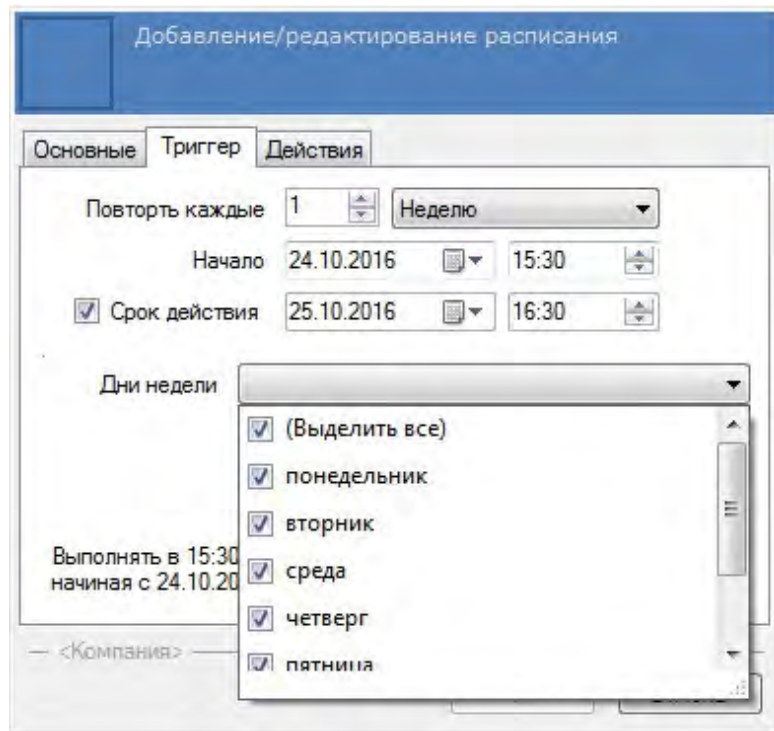 Добавление/редактирование расписания
Основные Триггер Действия
Повторть каждые 1 Неделю
Начало 24.10.2016 15:30
Срок действия 25.10.2016 16:30
Дни недели
(Выделить все)
понедельник
вторник
среда
четверг
пятница
Выполнять в 15:30
начиная с 24.10.20
<Компания>